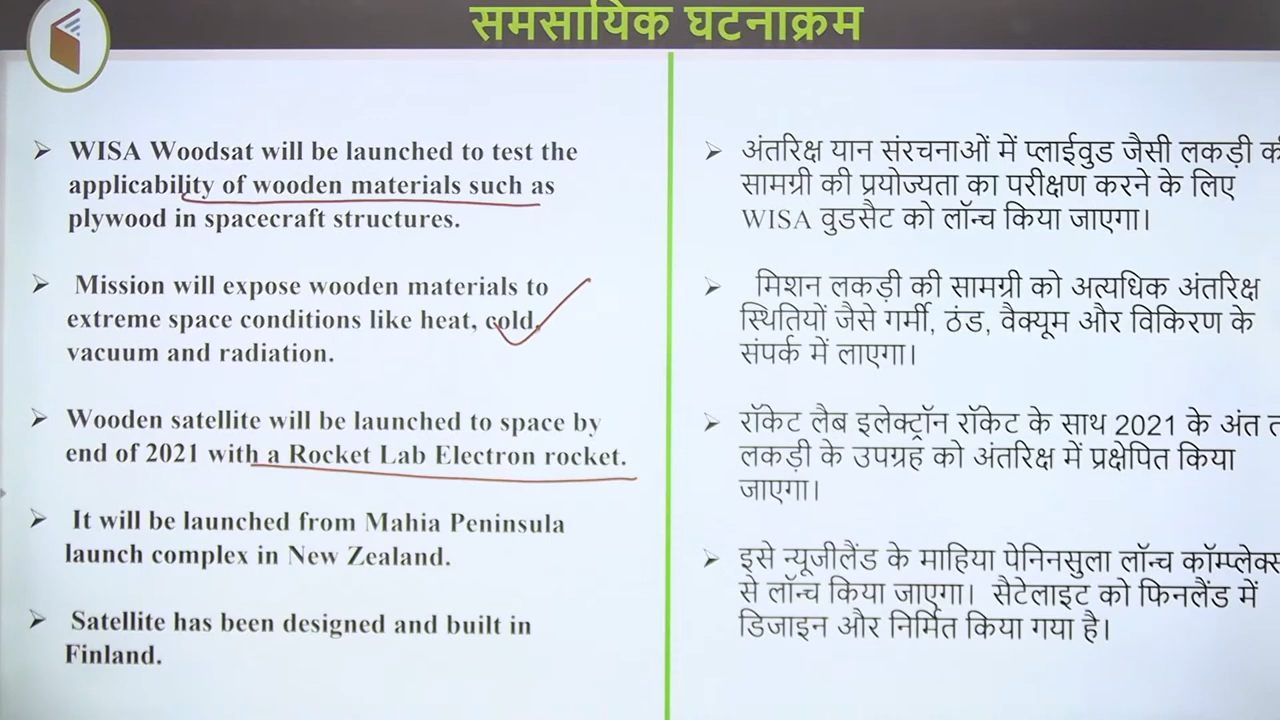 समसायिक घटनाक्रम
➢ WISA Woodsat will be launched to test the
applicability of wooden materials such as
plywood in spacecraft structures.
➢ Mission will expose wooden materials to
extreme space conditions like heat, cold,
vacuum and radiation.
➢ Wooden satellite will be launched to space by
end of 2021 with a Rocket Lab Electron rocket.
➢ It will be launched from Mahia Peninsula
launch complex in New Zealand.
➢ Satellite has been designed and built in
Finland.
➢ अंतरिक्ष यान संरचनाओं में प्लाईवुड जैसी लकड़ी
सामग्री की प्रयोज्यता का परीक्षण करने के लिए
WISA वुडसैट को लॉन्च किया जाएगा।
➢ मिशन लकड़ी की सामग्री को अत्यधिक अंतरिक्ष
स्थितियों जैसे गर्मी, ठंड, वैक्यूम और विकिरण के
संपर्क में लाएगा।
➢ रॉकेट लैब इलेक्ट्रॉन रॉकेट के साथ 2021 के अंत
लकड़ी के उपग्रह को अंतरिक्ष में प्रक्षेपित किया
जाएगा।
➢ इसे न्यूजीलैंड के माहिया पेनिनसुला लॉन्च कॉम्प्लेक्स
से लॉन्च किया जाएगा। सैटेलाइट को फिनलैंड में
डिजाइन और निर्मित किया गया है।